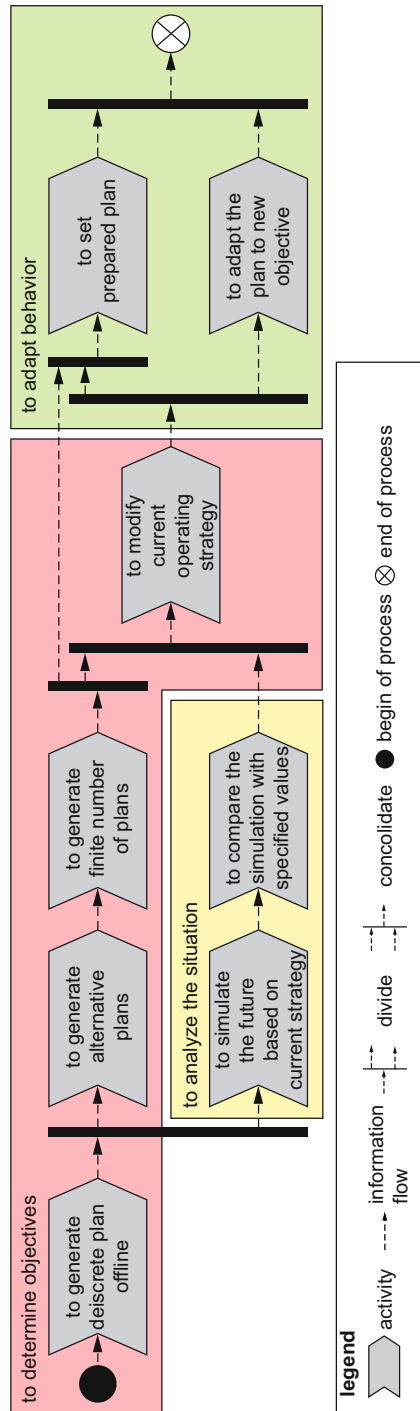 to determine objectives
to generate
deiscrete plan
offline
to generate
alternative
plans
to generate
finite number
of plans
to analyze the situation
to simulate
the future
based on
current strategy
to compare the
simulation with
specified values
to modify
current
operating
strategy
to adapt behavior
to set
prepared plan
to adapt the
plan to new
objective
legend
activity
information
flow
divide
concolidate
begin of process
end of process